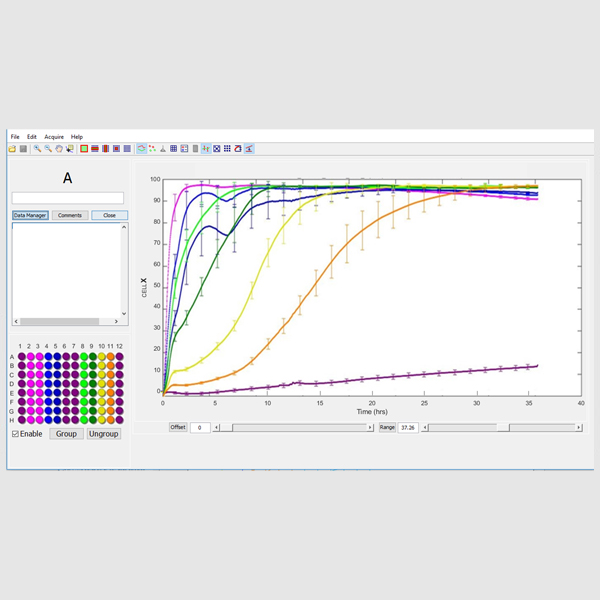 File Edit Acquire Help
A
Data Manager Comments Close
1 2 3 4 5 6 7 8 9 10 11 12
A
B
C
D
E
F
G
H
Enable Group Ungroup
100
90
80
70
60
50
40
30
20
10
0
CELL X
0 5 10 15 20 25 30 35 40
Time (hrs)
Offset 0 Range 37.26